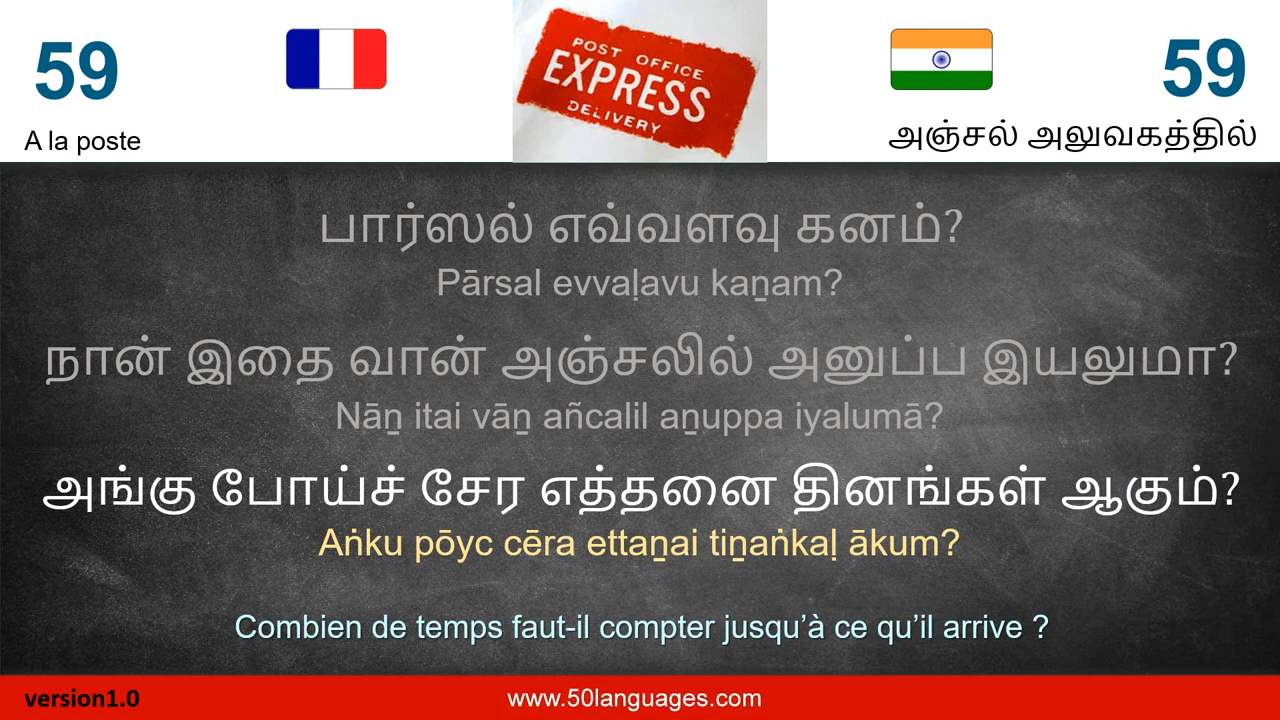 59
A la poste
POST OFFICE
EXPRESS
DELIVERY
59
அஞ்சல் அலுவகத்தில்
பார்ஸல் எவ்வளவு கனம்?
Pārsal evvaḷavu kaṉam?
நான் இதை வான் அஞ்சலில் அனுப்ப இயலுமா?
Nāṉ itai vāṉ añcalil aṉuppa iyalumā?
அங்கு போய்ச் சேர எத்தனை தினங்கள் ஆகும்?
Aṅku pōyc cēra ettaṉai tiṉaṅkaḷ ākum?
Combien de temps faut-il compter jusqu’à ce qu’il arrive ?
version1.0
www.50languages.com